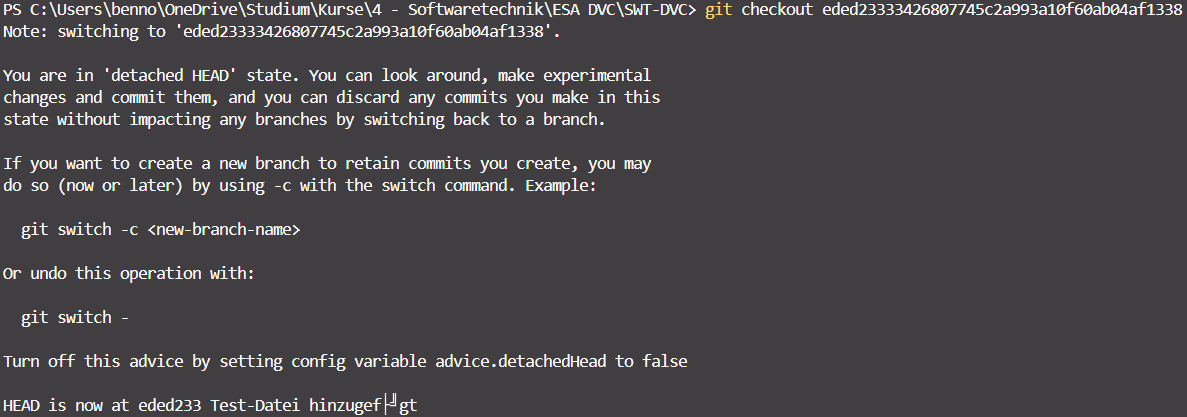 PS C:\Users\benno\OneDrive\Studium\Kurse\4 - Softwaretechnik\ESA DVC\SWT-DVC> git checkout eded23333426807745c2a993a10f60ab04af1338
Note: switching to 'eded23333426807745c2a993a10f60ab04af1338'.
You are in 'detached HEAD' state. You can look around, make experimental
changes and commit them, and you can discard any commits you make in this
state without impacting any branches by switching back to a branch.
If you want to create a new branch to retain commits you create, you may
do so (now or later) by using -c with the switch command. Example:
git switch -c <new-branch-name>
Or undo this operation with:
git switch -
Turn off this advice by setting config variable advice.detachedHead to false
HEAD is now at eded233 Test-Datei hinzugef├╝gt